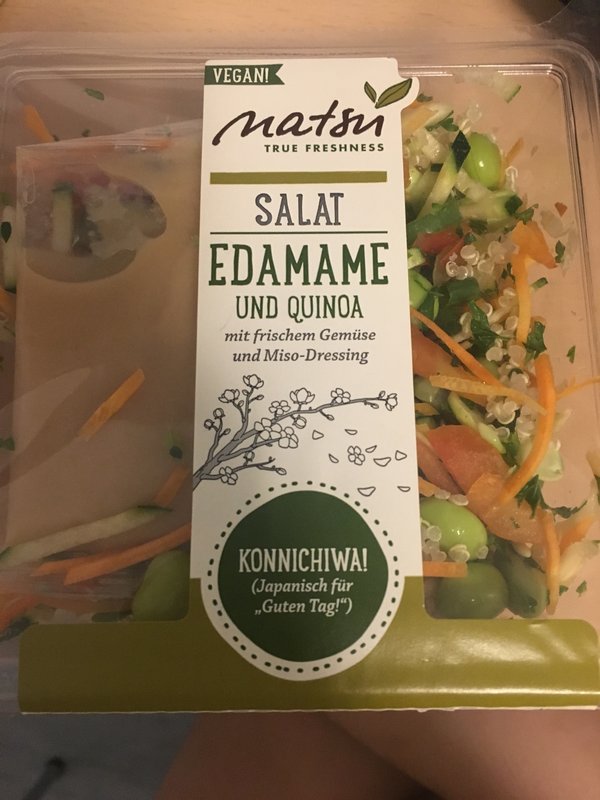 VEGAN!
natsu
TRUE FRESHNESS
SALAT
EDAMAME
UND QUINOA
mit frischem Gemüse
und Miso-Dressing
KONNICHIWA!
(Japanisch für
„Guten Tag!“)